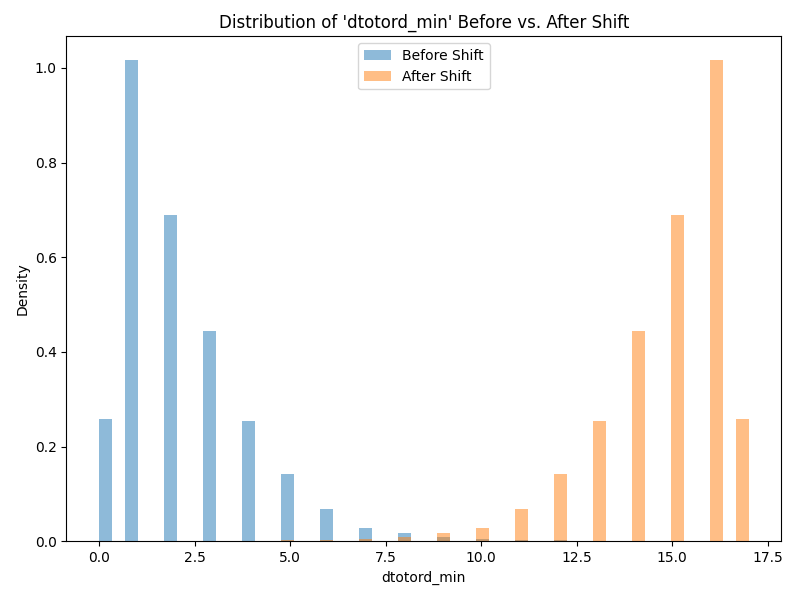 Distribution of 'dtotord_min' Before vs. After Shift
Before Shift
After Shift
1.0
0.8
0.6
0.4
0.2
0.0
Density
0.0 2.5 5.0 7.5 10.0 12.5 15.0 17.5
dtotord_min